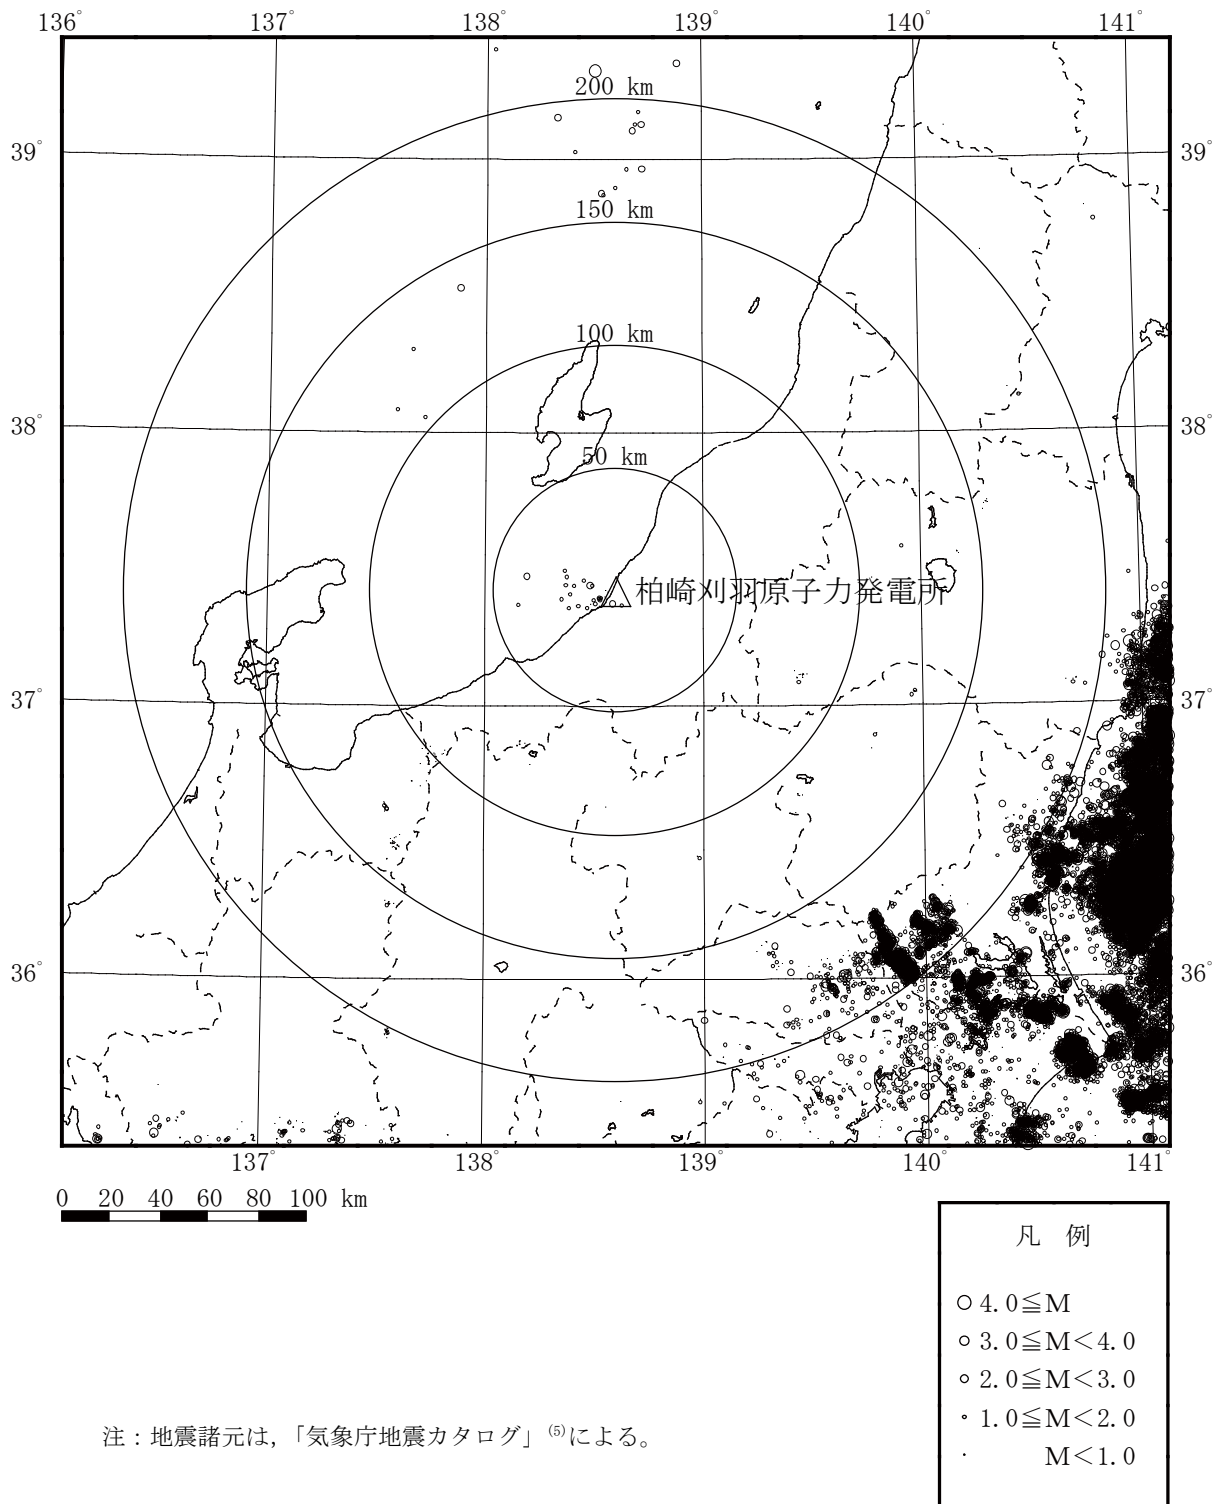 136° 137° 138° 139° 140° 141°
200 km
39° 39°
150 km
100 km
38° 38°
50 km
柏崎刈羽原子力発電所
37° 37°
36° 36°
137° 138° 139° 140° 141°
0 20 40 60 80 100 km
凡 例
4.0≦M
3.0≦M<4.0
2.0≦M<3.0
1.0≦M<2.0
M<1.0
注：地震諸元は,「気象庁地震カタログ」(5)による。